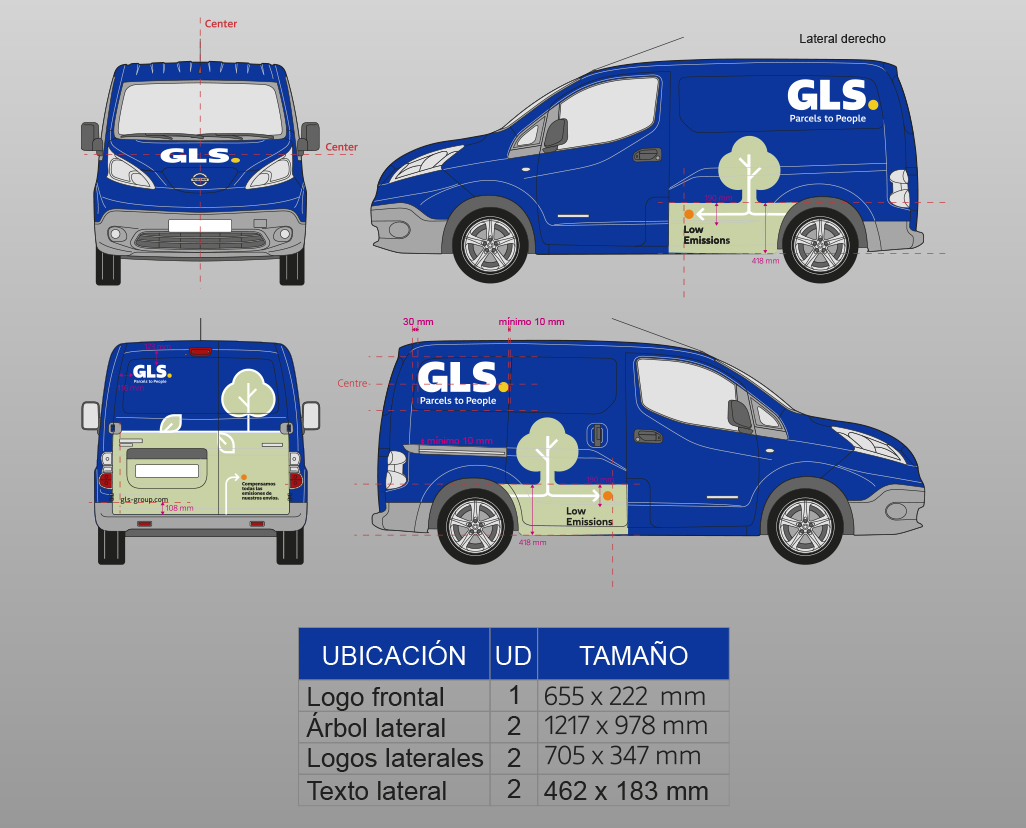 Center
Lateral derecho
GLS.
Parcels to People
Center
GLS.
Low
Emissions
418 mm
30 mm
mínimo 10 mm
GLS.
Parcels to People
Centre
GLS.
Parcels to People
mínimo 10 mm
Low
Emissions
418 mm
Compensamos
todas las
emisiones de
nuestros envíos.
gls-group.com
108 mm
UBICACIÓN UD TAMAÑO
Logo frontal 1 655 x 222 mm
Árbol lateral 2 1217 x 978 mm
Logos laterales 2 705 x 347 mm
Texto lateral 2 462 x 183 mm